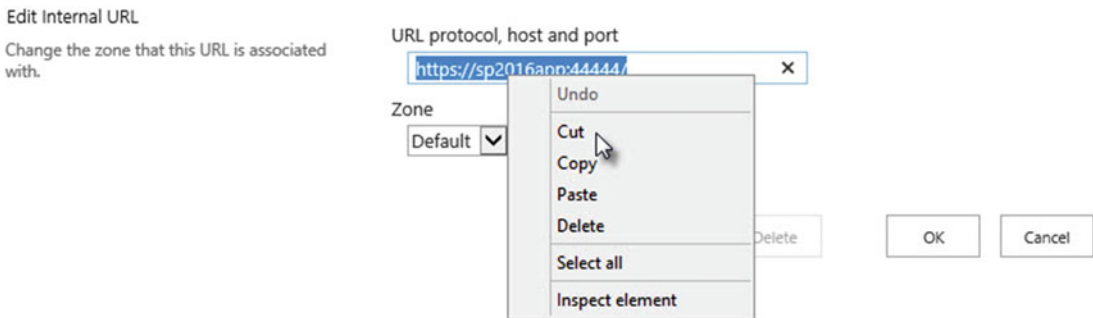 Edit Internal URL
Change the zone that this URL is associated
with.
URL protocol, host and port
https://sp2016app:44444/
Zone
Default
Undo
Cut
Copy
Paste
Delete
Select all
Inspect element
Delete
OK
Cancel